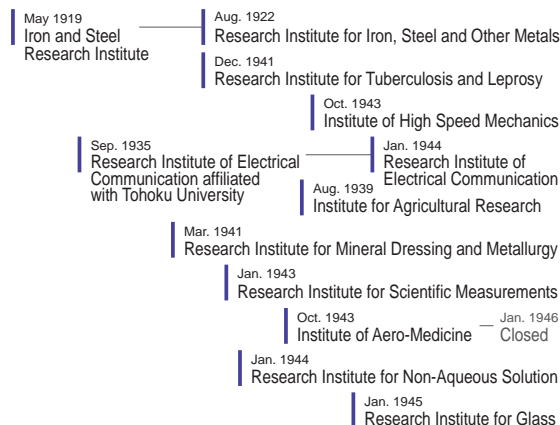 May 1919
Iron and Steel
Research Institute
Aug. 1922
Research Institute for Iron, Steel and Other Metals
Dec. 1941
Research Institute for Tuberculosis and Leprosy
Oct. 1943
Institute of High Speed Mechanics
Sep. 1935
Research Institute of Electrical
Communication affiliated
with Tohoku University
Jan. 1944
Research Institute of
Electrical Communication
Aug. 1939
Institute for Agricultural Research
Mar. 1941
Research Institute for Mineral Dressing and Metallurgy
Jan. 1943
Research Institute for Scientific Measurements
Oct. 1943
Institute of Aero-Medicine
Jan. 1946
Closed
Jan. 1944
Research Institute for Non-Aqueous Solution
Jan. 1945
Research Institute for Glass